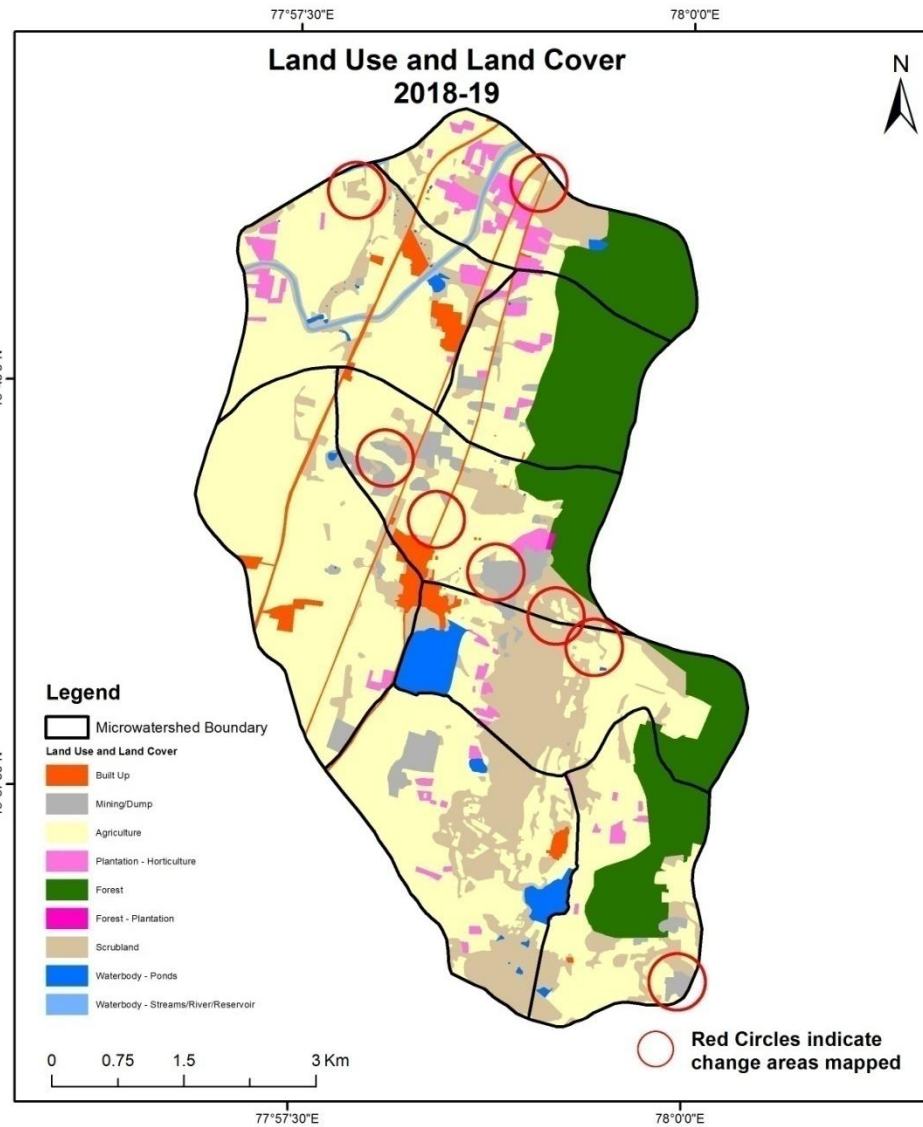 77°57'30"E
78°0'0"E
Land Use and Land Cover
2018-19
N
Legend
Microwatershed Boundary
Land Use and Land Cover
Built Up
Mining/Dump
Agriculture
Plantation - Horticulture
Forest
Forest - Plantation
Scrubland
Waterbody - Ponds
Waterbody - Streams/River/Reservoir
0 0.75 1.5 3 Km
Red Circles indicate
change areas mapped
77°57'30"E
78°0'0"E